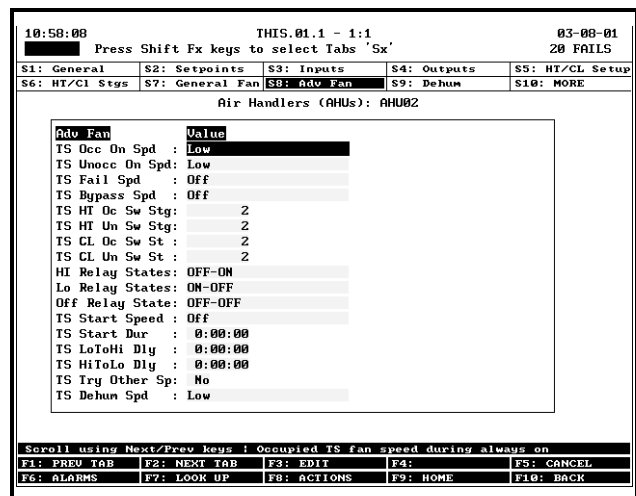 10:58:08 THIS.01.1 - 1:1 03-08-01
Press Shift Fx keys to select Tabs 'Sx' 20 FAILS
S1: General S2: Setpoints S3: Inputs S4: Outputs S5: HT/CL Setup
S6: HT/Cl Stgs S7: General Fan S8: Adv Fan S9: Dehum S10: MORE
Air Handlers (AHUs): AHU02
Adv Fan Value
TS Occ On Spd : Low
TS Unocc On Spd: Low
TS Fail Spd : Off
TS Bypass Spd : Off
TS HT Oc Sw Stg: 2
TS HT Un Sw Stg: 2
TS CL Oc Sw St : 2
TS CL Un Sw St : 2
HI Relay States: OFF-ON
Lo Relay States: ON-OFF
Off Relay State: OFF-OFF
TS Start Speed : Off
TS Start Dur : 0:00:00
TS LoToHi Dly : 0:00:00
TS HiToLo Dly : 0:00:00
TS Try Other Sp: No
TS Dehum Spd : Low
Scroll using Next/Prev keys ¦ Occupied TS fan speed during always on
F1: PREV TAB F2: NEXT TAB F3: EDIT F4: F5: CANCEL
F6: ALARMS F7: LOOK UP F8: ACTIONS F9: HOME F10: BACK